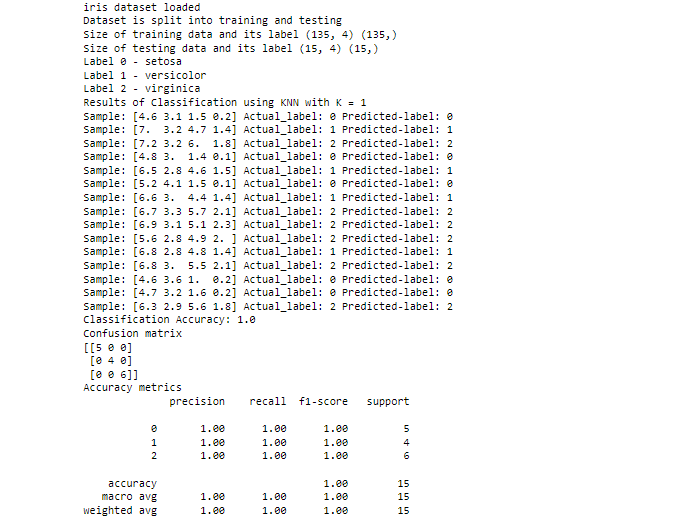 iris dataset loaded
Dataset is split into training and testing
Size of training data and its label (135, 4) (135,)
Size of testing data and its label (15, 4) (15,)
Label 0 - setosa
Label 1 - versicolor
Label 2 - virginica
Results of Classification using KNN with K = 1
Sample: [4.6 3.1 1.5 0.2] Actual_label: 0 Predicted-label: 0
Sample: [7.  3.2 4.7 1.4] Actual_label: 1 Predicted-label: 1
Sample: [7.2 3.2 6.  1.8] Actual_label: 2 Predicted-label: 2
Sample: [4.8 3.  1.4 0.1] Actual_label: 0 Predicted-label: 0
Sample: [6.5 2.8 4.6 1.5] Actual_label: 1 Predicted-label: 1
Sample: [5.2 4.1 1.5 0.1] Actual_label: 0 Predicted-label: 0
Sample: [6.6 3.  4.4 1.4] Actual_label: 1 Predicted-label: 1
Sample: [6.7 3.3 5.7 2.1] Actual_label: 2 Predicted-label: 2
Sample: [6.9 3.1 5.1 2.3] Actual_label: 2 Predicted-label: 2
Sample: [5.6 2.8 4.9 2. ] Actual_label: 2 Predicted-label: 2
Sample: [6.8 2.8 4.8 1.4] Actual_label: 1 Predicted-label: 1
Sample: [6.8 3.  5.5 2.1] Actual_label: 2 Predicted-label: 2
Sample: [4.6 3.6 1.  0.2] Actual_label: 0 Predicted-label: 0
Sample: [4.7 3.2 1.6 0.2] Actual_label: 0 Predicted-label: 0
Sample: [6.3 2.9 5.6 1.8] Actual_label: 2 Predicted-label: 2
Classification Accuracy: 1.0
Confusion matrix
[[5 0 0]
 [0 4 0]
 [0 0 6]]
Accuracy metrics
              precision    recall  f1-score   support
           0       1.00      1.00      1.00         5
           1       1.00      1.00      1.00         4
           2       1.00      1.00      1.00         6
    accuracy                           1.00        15
   macro avg       1.00      1.00      1.00        15
weighted avg       1.00      1.00      1.00        15